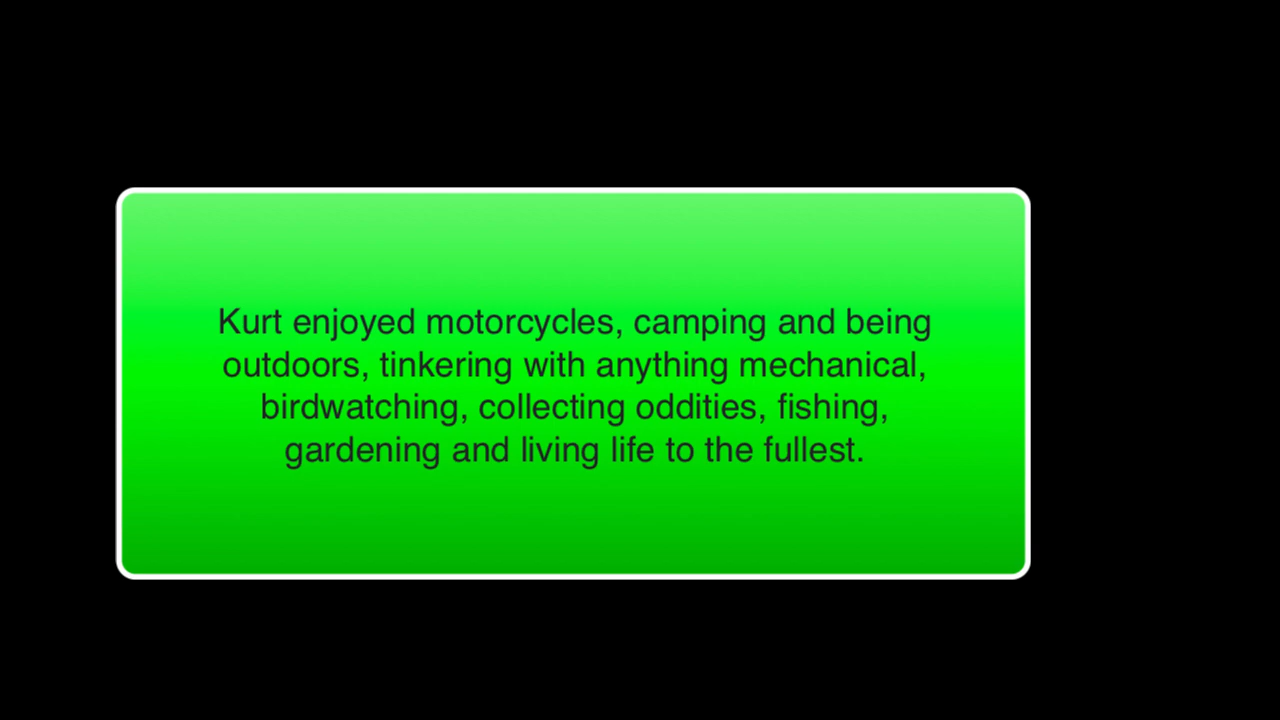 Kurt enjoyed motorcycles, camping and being
outdoors, tinkering with anything mechanical,
birdwatching, collecting oddities, fishing,
gardening and living life to the fullest.